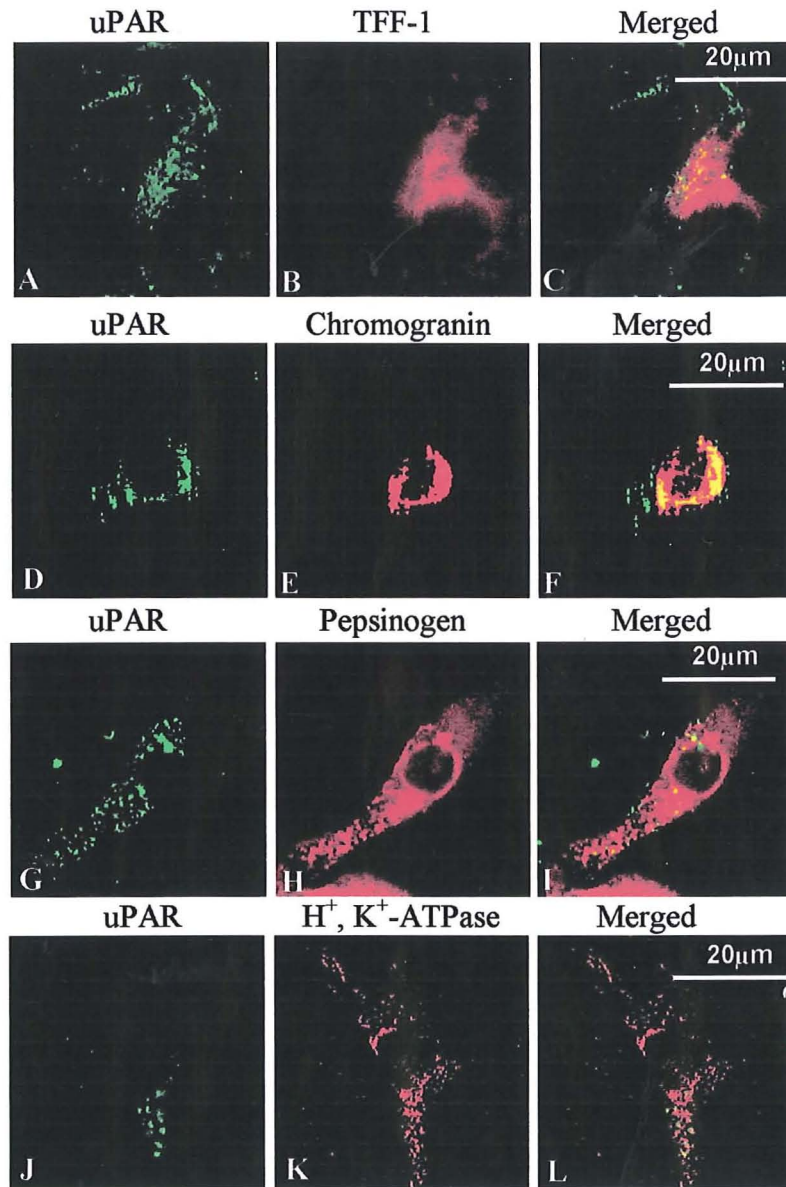 uPAR TFF-1 Merged
20µm
A B C
uPAR Chromogranin Merged
20µm
D E F
uPAR Pepsinogen Merged
20µm
G H I
uPAR H⁺, K⁺-ATPase Merged
20µm
J K L